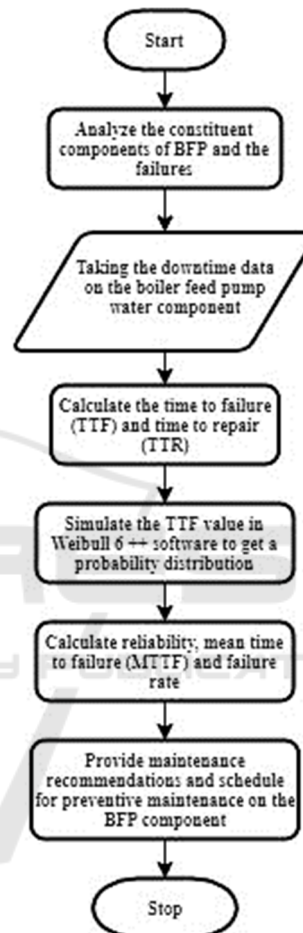 Start
Analyze the constituent
components of BFP and the
failures
Taking the downtime data
on the boiler feed pump
water component
Calculate the time to failure
(TTF) and time to repair
(TTR)
Simulate the TTF value in
Weibull 6 ++ software to get a
probability distribution
Calculate reliability, mean time
to failure (MTTF) and failure
rate
Provide maintenance
recommendations and schedule
for preventive maintenance on the
BFP component
Stop